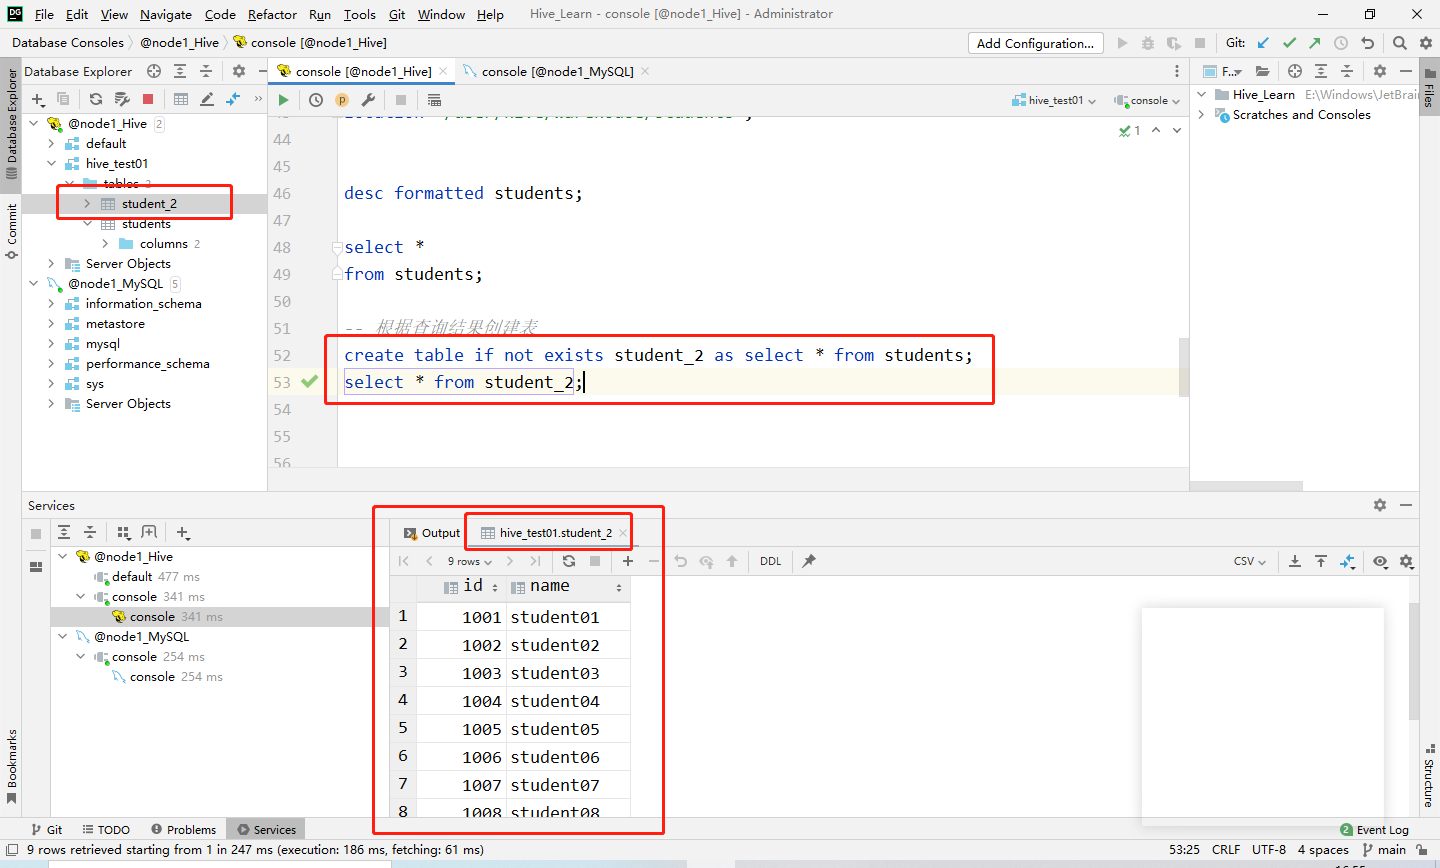 DG File Edit View Navigate Code Refactor Run Tools Git Window Help Hive_Learn - console [@node1_Hive] - Administrator
Database Consoles @node1_Hive console [@node1_Hive] Add Configuration... Git:
Database Explorer
Database Explorer
Commit
Bookmarks
console [@node1_Hive]
console [@node1_MySQL]
F...
Files
Structure
hive_test01
console
@node1_Hive 2
default
hive_test01
tables 2
student_2
students
columns 2
Server Objects
@node1_MySQL 5
information_schema
metastore
mysql
performance_schema
sys
Server Objects
1
44
45
46 desc formatted students;
47
48 select *
49 from students;
50
51 -- 根据查询结果创建表
52 create table if not exists student_2 as select * from students;
53 select * from student_2;
54
55
56
Hive_Learn E:\Windows\JetBrai
Scratches and Consoles
Services
@node1_Hive
default 477 ms
console 341 ms
console 341 ms
@node1_MySQL
console 254 ms
console 254 ms
Output hive_test01.student_2
9 rows DDL CSV
id name
1 1001 student01
2 1002 student02
3 1003 student03
4 1004 student04
5 1005 student05
6 1006 student06
7 1007 student07
8 1008 student08
Git TODO Problems Services 2 Event Log
9 rows retrieved starting from 1 in 247 ms (execution: 186 ms, fetching: 61 ms) 53:25 CRLF UTF-8 4 spaces main